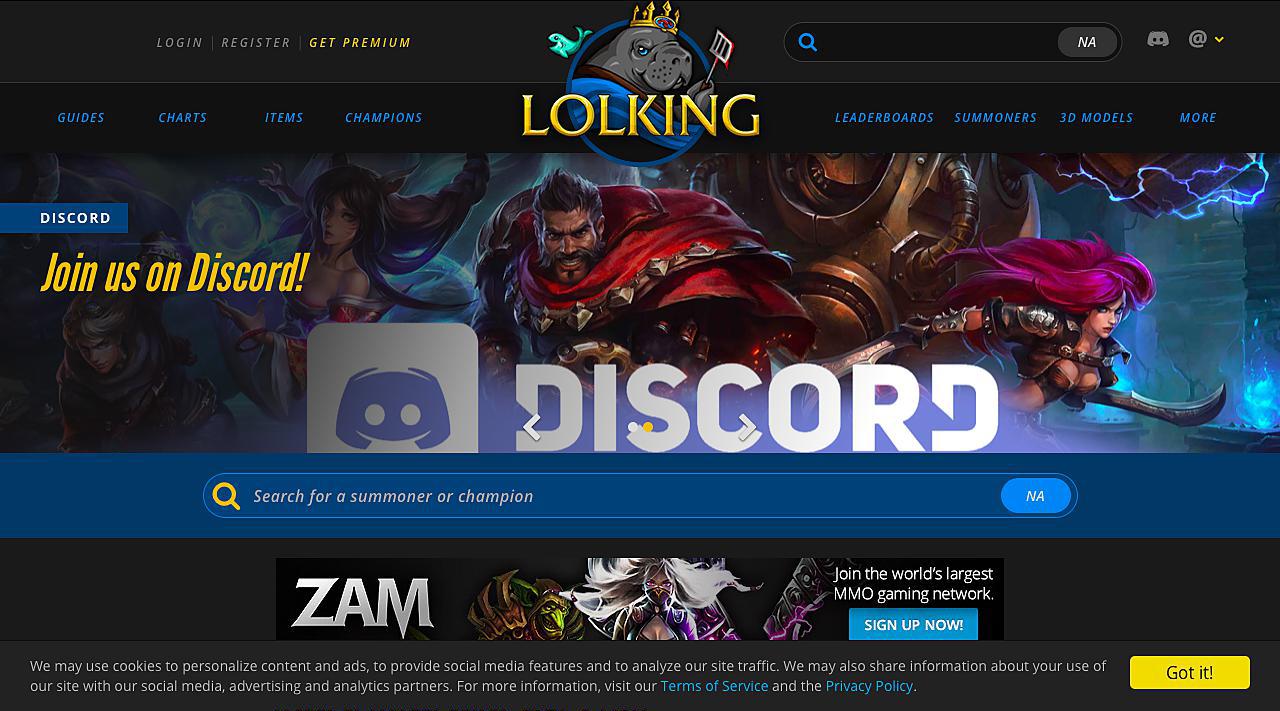 LOGIN | REGISTER | GET PREMIUM
NA
@
GUIDES CHARTS ITEMS CHAMPIONS
LOLKING
LEADERBOARDS SUMMONERS 3D MODELS MORE
DISCORD
Join us on Discord!
DISCORD
Search for a summoner or champion
NA
ZAM
Join the world's largest
MMO gaming network.
SIGN UP NOW!
We may use cookies to personalize content and ads, to provide social media features and to analyze our site traffic. We may also share information about your use of
our site with our social media, advertising and analytics partners. For more information, visit our Terms of Service and the Privacy Policy.
Got it!